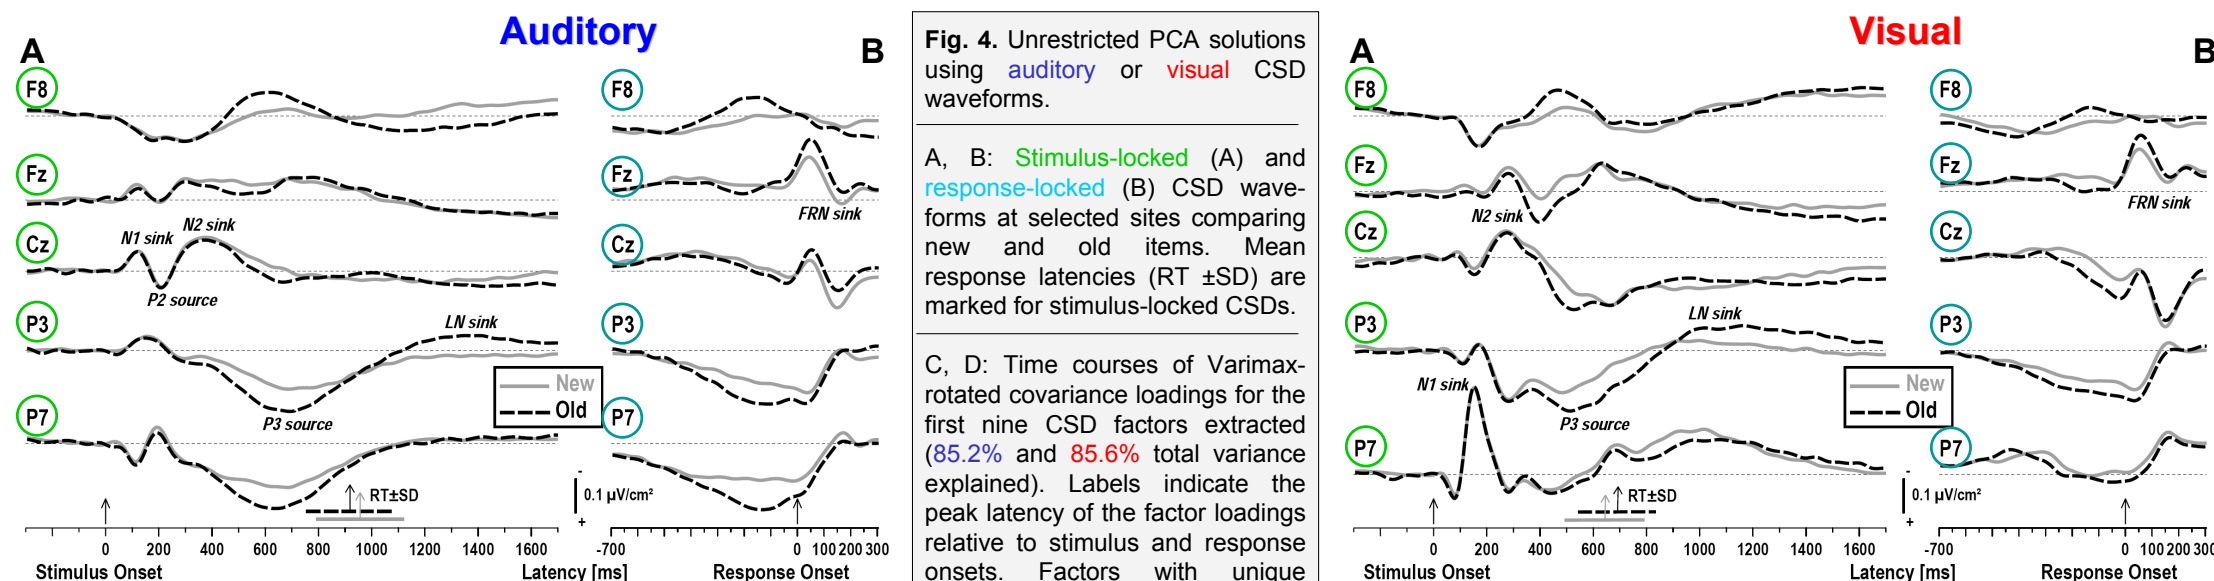 Auditory
A
B
F8
Fz
Cz
P3
P7
N1 sink
N2 sink
P2 source
LN sink
P3 source
RT±SD
New
Old
F8
Fz
Cz
P3
P7
FRN sink
-
0.1 µV/cm²
+
0 200 400 600 800 1000 1200 1400 1600
Stimulus Onset
Latency [ms]
-700 0 100 200 300
Response Onset
Fig. 4. Unrestricted PCA solutions
using auditory or visual CSD
waveforms.
A, B: Stimulus-locked (A) and
response-locked (B) CSD wave-
forms at selected sites comparing
new and old items. Mean
response latencies (RT ±SD) are
marked for stimulus-locked CSDs.
C, D: Time courses of Varimax-
rotated covariance loadings for the
first nine CSD factors extracted
(85.2% and 85.6% total variance
explained). Labels indicate the
peak latency of the factor loadings
relative to stimulus and response
onsets. Factors with unique
Visual
A
B
F8
Fz
Cz
P3
P7
N2 sink
LN sink
N1 sink
P3 source
RT±SD
New
Old
F8
Fz
Cz
P3
P7
FRN sink
-
0.1 µV/cm²
+
0 200 400 600 800 1000 1200 1400 1600
Stimulus Onset
Latency [ms]
-700 0 100 200 300
Response Onset